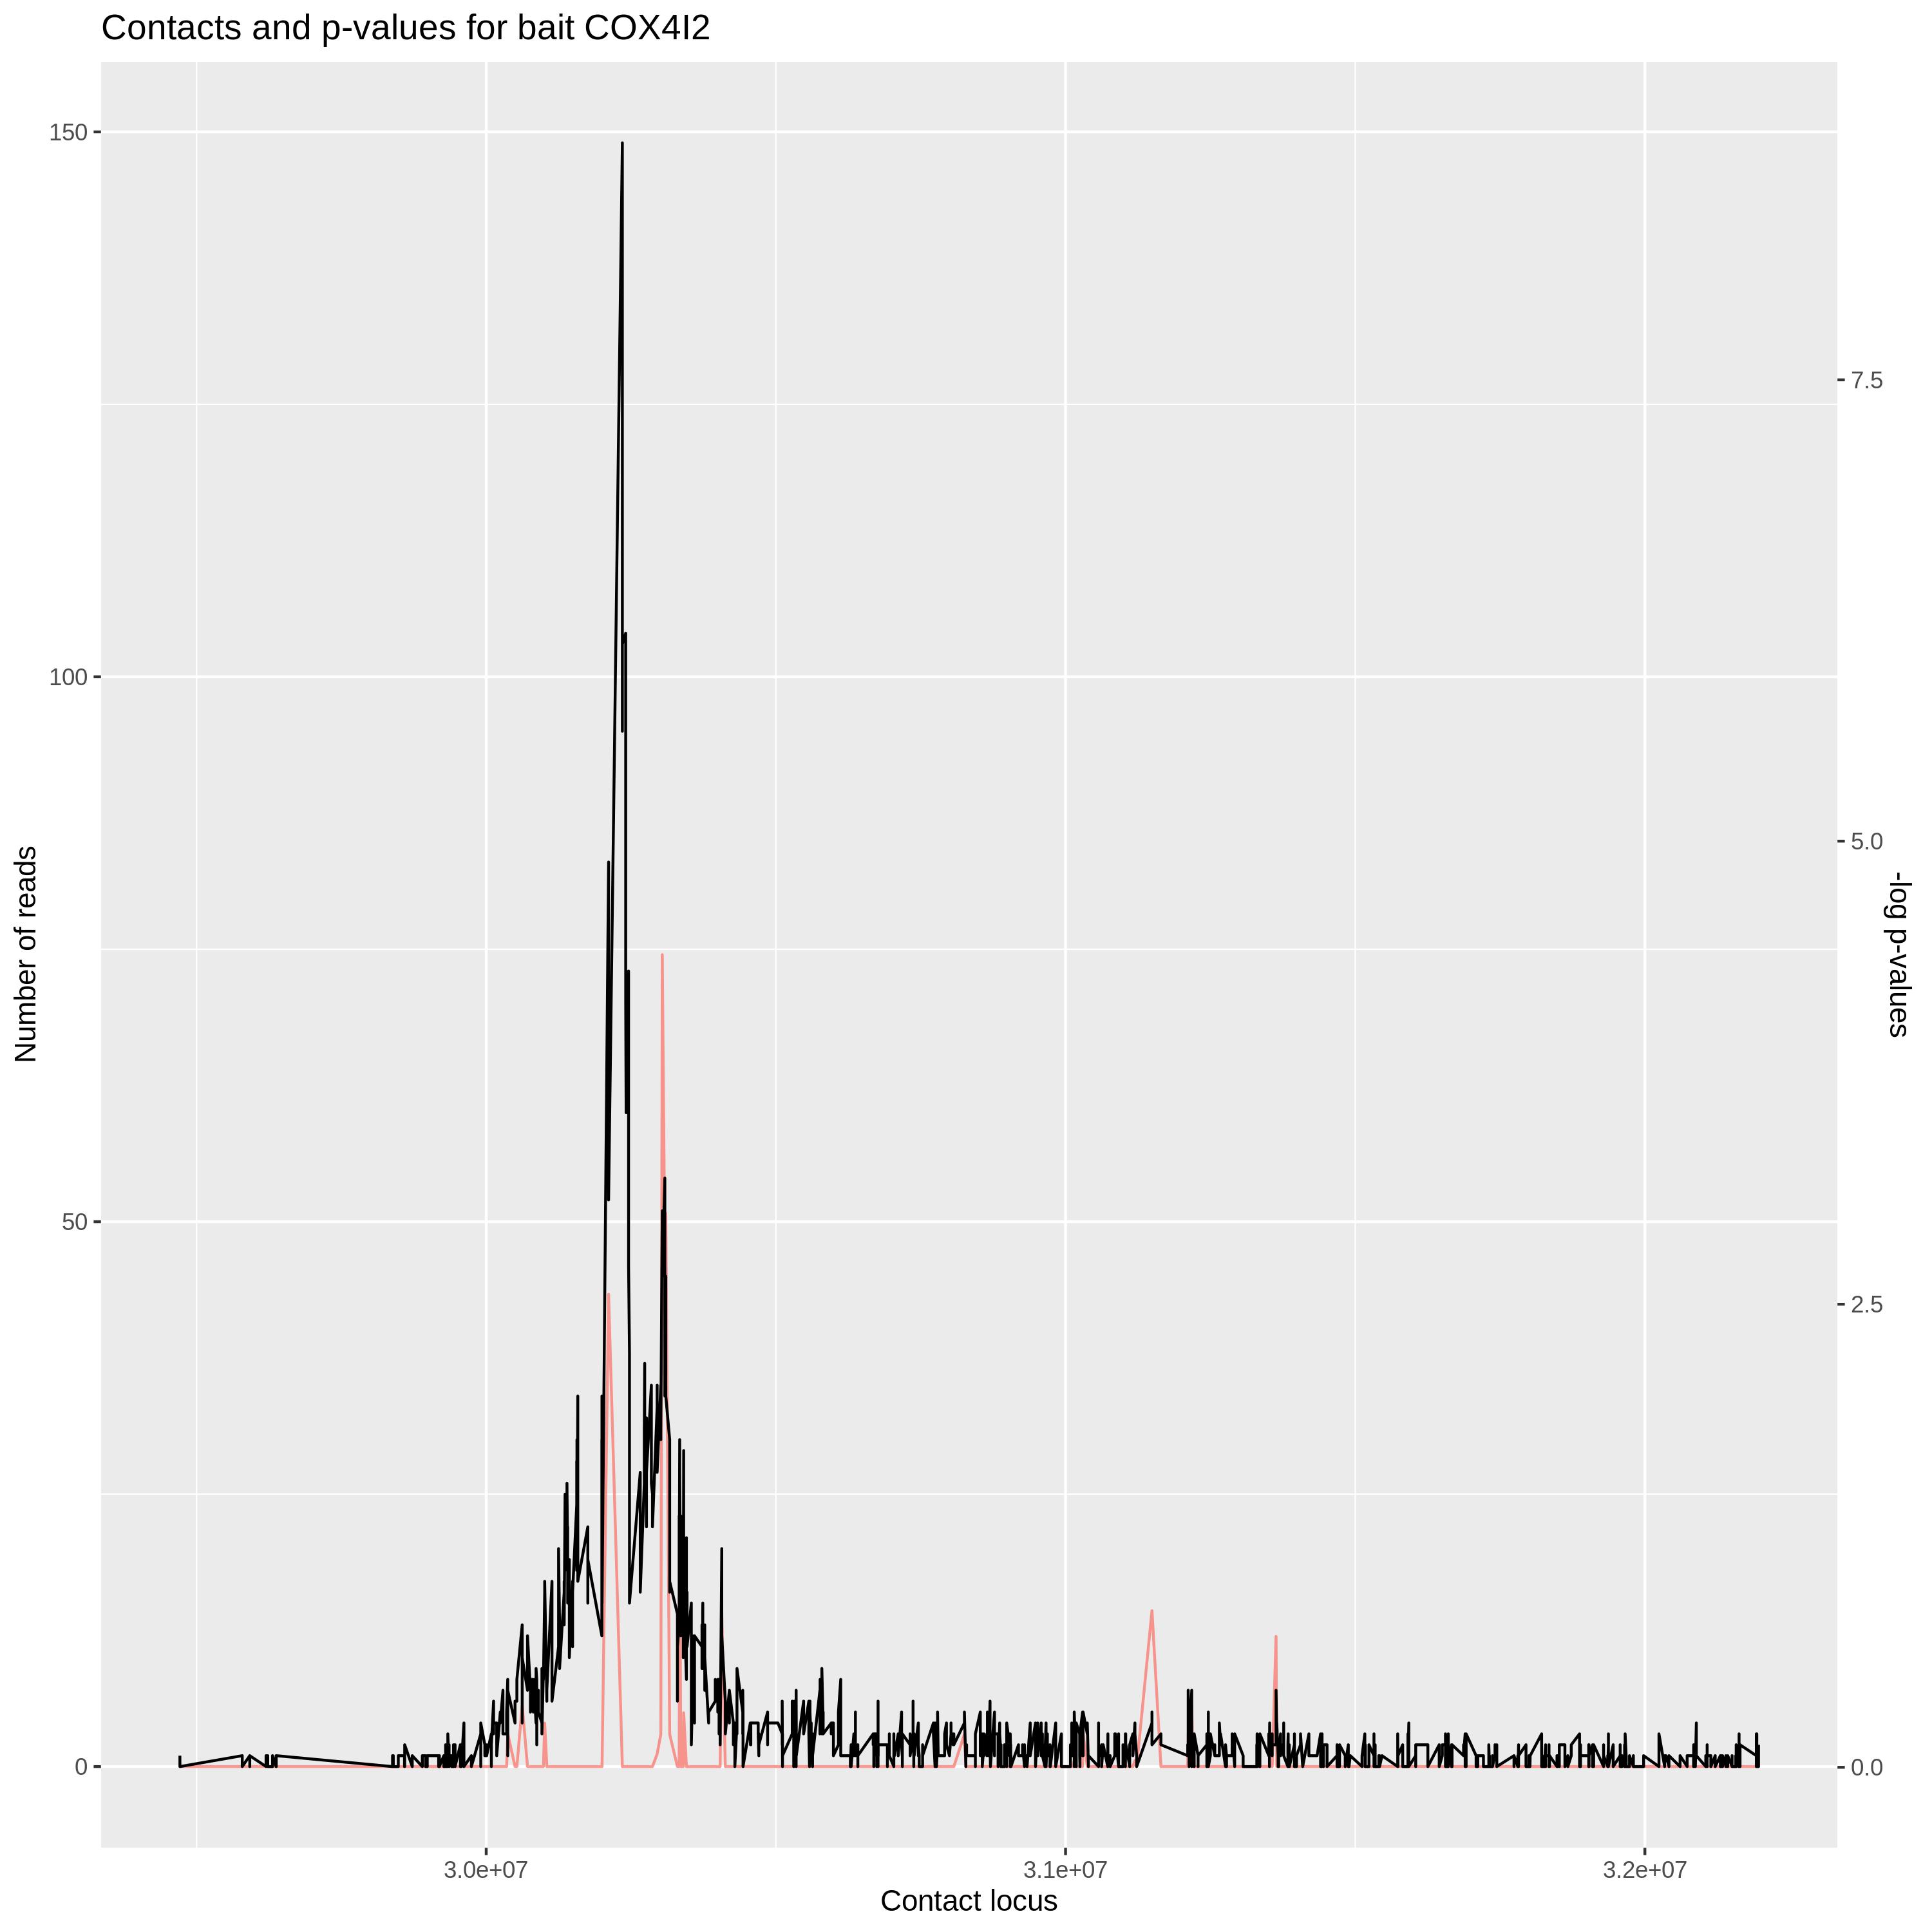 Contacts and p-values for bait COX4I2
150
100
50
0
Number of reads
7.5
5.0
2.5
0.0
-log p-values
3.0e+07
3.1e+07
3.2e+07
Contact locus